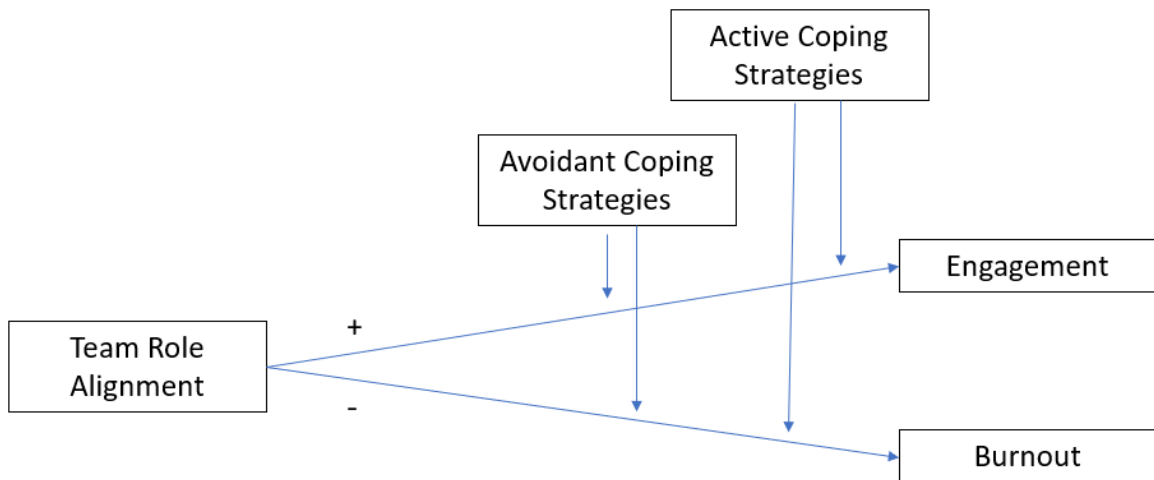 Active Coping
Strategies
Avoidant Coping
Strategies
Engagement
+
Team Role
Alignment
-
Burnout